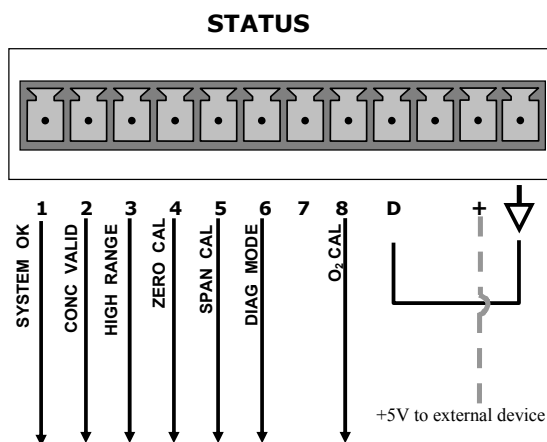 STATUS
1 2 3 4 5 6 7 8 D +
SYSTEM OK
CONC VALID
HIGH RANGE
ZERO CAL
SPAN CAL
DIAG MODE
O₂ CAL
+5V to external device